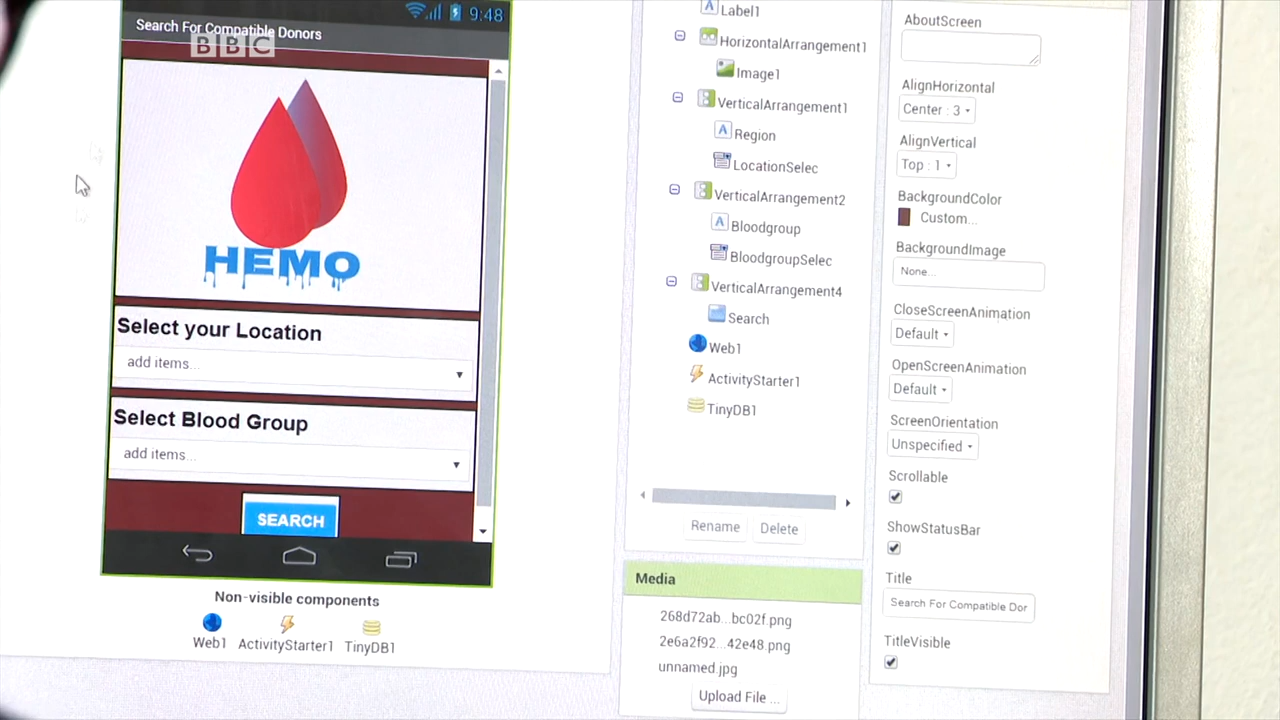 9:48
Search For Compatible Donors
BBC
HEMO
Select your Location
add items...
Select Blood Group
add items...
SEARCH
Non-visible components
Web1
ActivityStarter1
TinyDB1
Label1
HorizontalArrangement1
Image1
VerticalArrangement1
Region
LocationSelec
VerticalArrangement2
Bloodgroup
BloodgroupSelec
VerticalArrangement4
Search
Web1
ActivityStarter1
TinyDB1
Rename
Delete
Media
268d72ab...bc02f.png
2e6a2f92...42e48.png
unnamed.jpg
Upload File ...
AboutScreen
AlignHorizontal
Center : 3
AlignVertical
Top : 1
BackgroundColor
Custom...
BackgroundImage
None...
CloseScreenAnimation
Default
OpenScreenAnimation
Default
ScreenOrientation
Unspecified
Scrollable
ShowStatusBar
Title
Search For Compatible Dor
TitleVisible